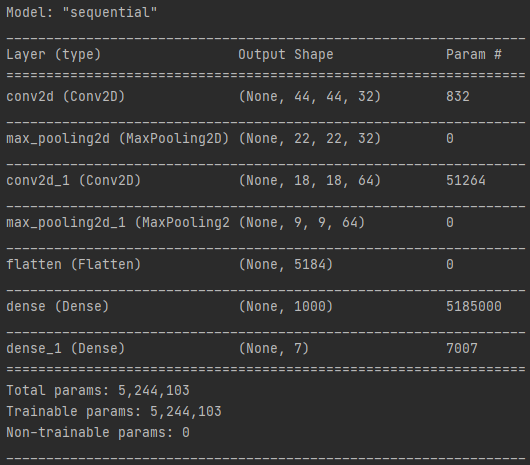 Model: "sequential"
_________________________________________________________________
Layer (type)                 Output Shape              Param #
=================================================================
conv2d (Conv2D)              (None, 44, 44, 32)        832
_________________________________________________________________
max_pooling2d (MaxPooling2D) (None, 22, 22, 32)        0
_________________________________________________________________
conv2d_1 (Conv2D)            (None, 18, 18, 64)        51264
_________________________________________________________________
max_pooling2d_1 (MaxPooling2 (None, 9, 9, 64)          0
_________________________________________________________________
flatten (Flatten)            (None, 5184)              0
_________________________________________________________________
dense (Dense)                (None, 1000)              5185000
_________________________________________________________________
dense_1 (Dense)              (None, 7)                 7007
=================================================================
Total params: 5,244,103
Trainable params: 5,244,103
Non-trainable params: 0
_________________________________________________________________